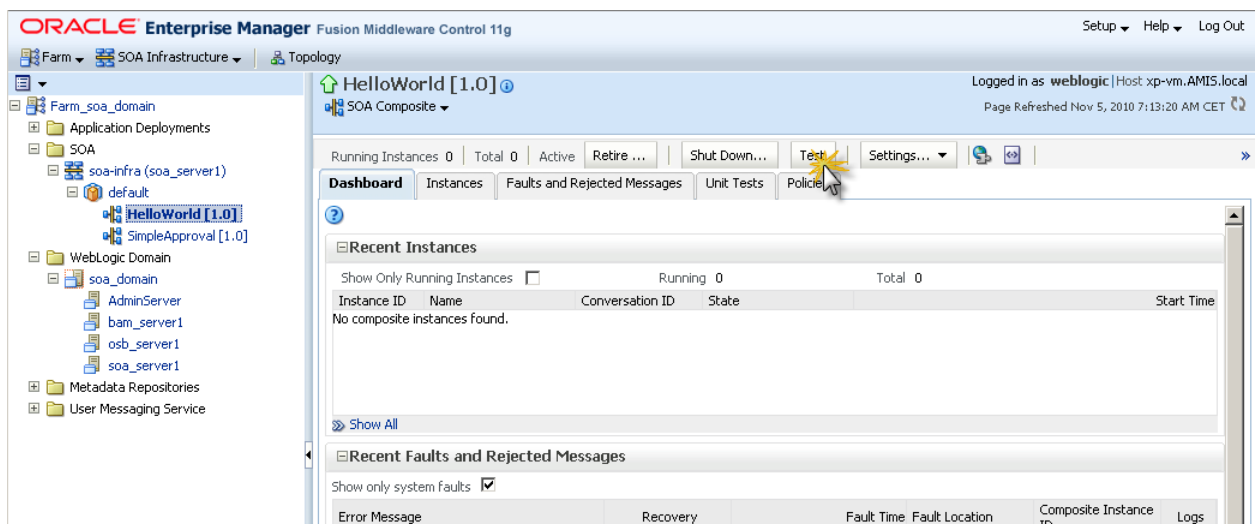 ORACLE Enterprise Manager Fusion Middleware Control 11g
Setup Help Log Out
Farm SOA Infrastructure Topology
Farm_soa_domain
Application Deployments
SOA
soa-infra (soa_server1)
default
HelloWorld [1.0]
SimpleApproval [1.0]
WebLogic Domain
soa_domain
AdminServer
bam_server1
osb_server1
soa_server1
Metadata Repositories
User Messaging Service
HelloWorld [1.0]
SOA Composite
Logged in as weblogic|Host xp-vm.AMIS.local
Page Refreshed Nov 5, 2010 7:13:20 AM CET
Running Instances 0 Total 0 Active Retire ... Shut Down... Test Settings...
Dashboard Instances Faults and Rejected Messages Unit Tests
Recent Instances
Show Only Running Instances Running 0 Total 0
Instance ID Name Conversation ID State Start Time
No composite instances found.
Show All
Recent Faults and Rejected Messages
Show only system faults
Error Message Recovery Fault Time Fault Location Composite Instance Logs